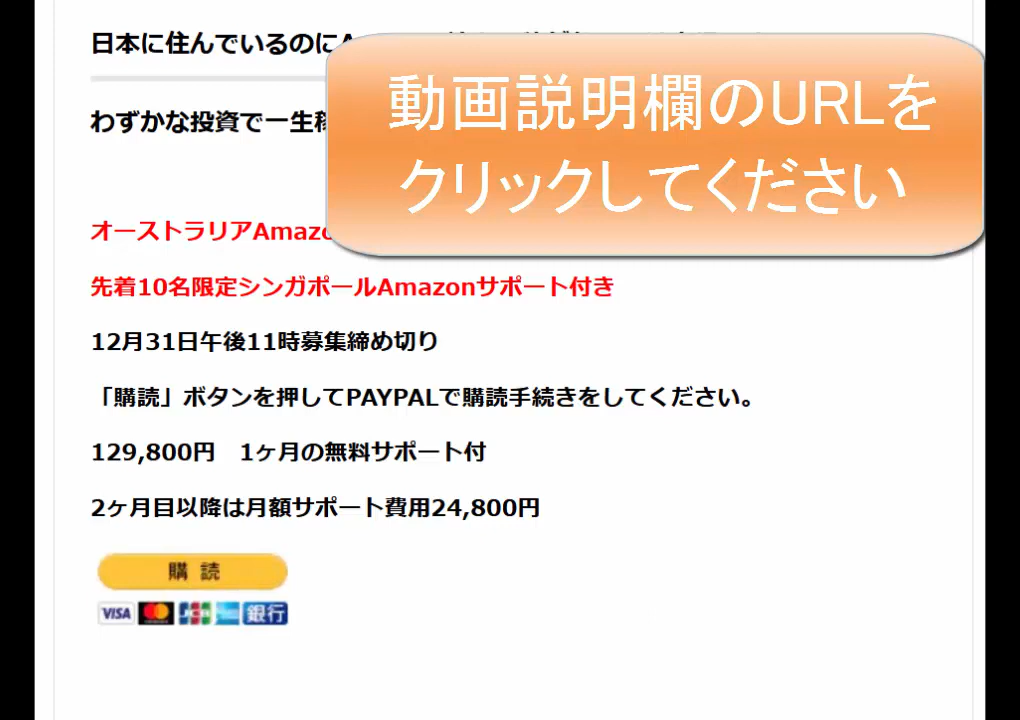 日本に住んでいるのに
動画説明欄のURLを
クリックしてください
わずかな投資で一生稼
オーストラリアAmazo
先着10名限定シンガポールAmazonサポート付き
12月31日午後11時募集締め切り
「購読」ボタンを押してPAYPALで購読手続きをしてください。
129,800円　1ヶ月の無料サポート付
2ヶ月目以降は月額サポート費用24,800円
購 読
VISA JCB 銀行